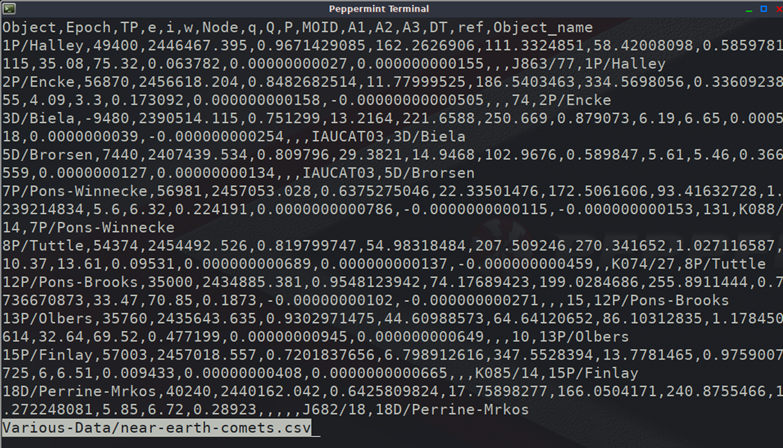 Peppermint Terminal
Object,Epoch,TP,e,i,w,Node,q,Q,P,MOID,A1,A2,A3,DT,ref,Object_name
1P/Halley,49400,2446467.395,0.9671429085,162.2626906,111.3324851,58.42008098,0.5859781
115,35.08,75.32,0.063782,0.00000000027,0.000000000155,,,J863/77,1P/Halley
2P/Encke,56870,2456618.204,0.8482682514,11.77999525,186.5403463,334.5698056,0.33609238
55,4.09,3.3,0.173092,0.000000000158,-0.00000000000505,,,74,2P/Encke
3D/Biela,-9480,2390514.115,0.751299,13.2164,221.6588,250.669,0.879073,6.19,6.65,0.0005
18,0.0000000039,-0.000000000254,,,IAUCAT03,3D/Biela
5D/Brorsen,7440,2407439.534,0.809796,29.3821,14.9468,102.9676,0.589847,5.61,5.46,0.366
559,0.0000000127,0.00000000134,,,IAUCAT03,5D/Brorsen
7P/Pons-Winnecke,56981,2457053.028,0.6375275046,22.33501476,172.5061606,93.41632728,1.
239214834,5.6,6.32,0.224191,0.0000000000786,-0.0000000000115,-0.000000000153,131,K088/
14,7P/Pons-Winnecke
8P/Tuttle,54374,2454492.526,0.819799747,54.98318484,207.509246,270.341652,1.027116587,
10.37,13.61,0.09531,0.000000000689,0.0000000000137,-0.000000000459,,K074/27,8P/Tuttle
12P/Pons-Brooks,35000,2434885.381,0.9548123942,74.17689423,199.0284686,255.8911444,0.7
736670873,33.47,70.85,0.1873,-0.0000000102,-0.000000000271,,,15,12P/Pons-Brooks
13P/Olbers,35760,2435643.635,0.9302971475,44.60988573,64.64120652,86.10312835,1.178450
614,32.64,69.52,0.477199,0.00000000945,0.000000000649,,,10,13P/Olbers
15P/Finlay,57003,2457018.557,0.7201837656,6.798912616,347.5528394,13.7781465,0.9759007
725,6,6.51,0.009433,0.00000000408,0.0000000000665,,,K085/14,15P/Finlay
18D/Perrine-Mrkos,40240,2440162.042,0.6425809824,17.75898277,166.0504171,240.8755466,1
.272248081,5.85,6.72,0.28923,,,,,J682/18,18D/Perrine-Mrkos
Various-Data/near-earth-comets.csv